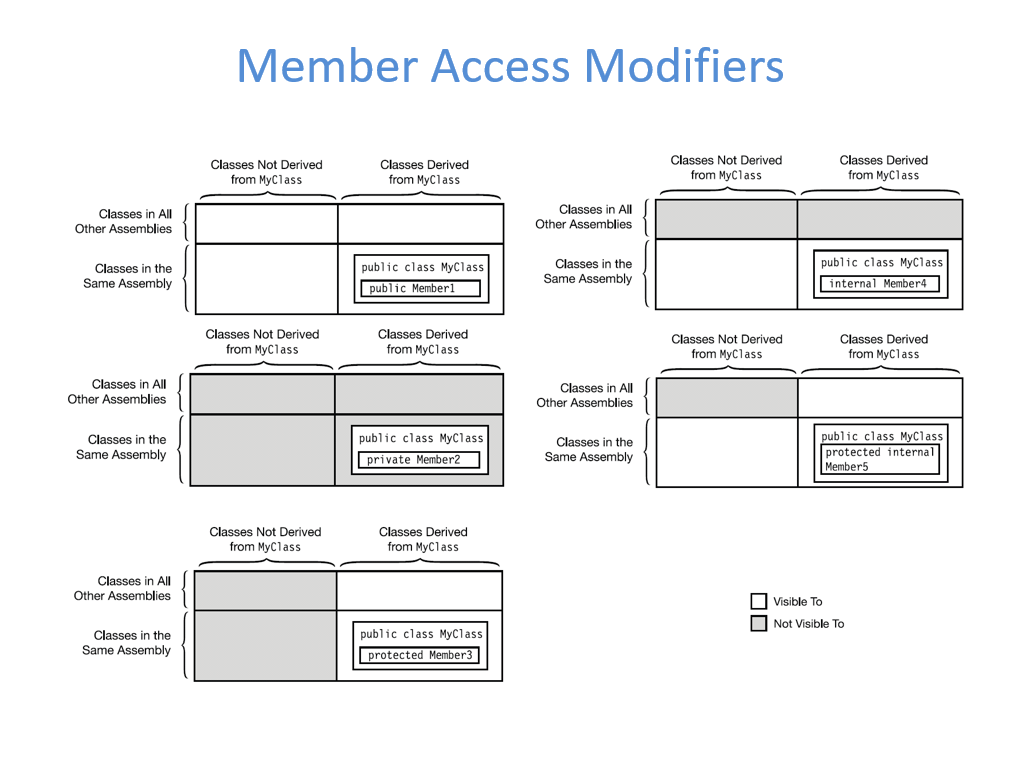 Member Access Modifiers
Classes Not Derived
from MyClass
Classes Derived
from MyClass
Classes in All
Other Assemblies
Classes in the
Same Assembly
public class MyClass
public Member1
Classes Not Derived
from MyClass
Classes Derived
from MyClass
Classes in All
Other Assemblies
Classes in the
Same Assembly
public class MyClass
internal Member4
Classes Not Derived
from MyClass
Classes Derived
from MyClass
Classes in All
Other Assemblies
Classes in the
Same Assembly
public class MyClass
private Member2
Classes Not Derived
from MyClass
Classes Derived
from MyClass
Classes in All
Other Assemblies
Classes in the
Same Assembly
public class MyClass
protected internal
Member5
Classes Not Derived
from MyClass
Classes Derived
from MyClass
Classes in All
Other Assemblies
Classes in the
Same Assembly
public class MyClass
protected Member3
Visible To
Not Visible To